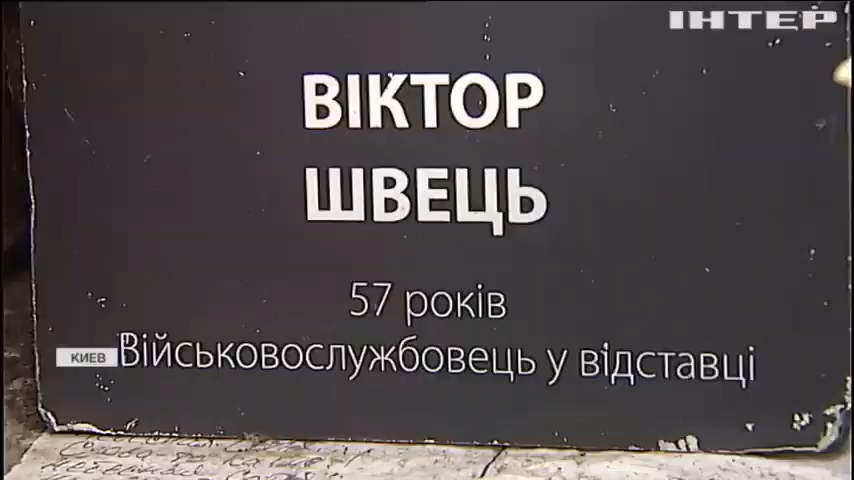 ІНТЕР
ВІКТОР
ШВЕЦЬ
57 років
КИЕВ
Військовослужбовець у відставці